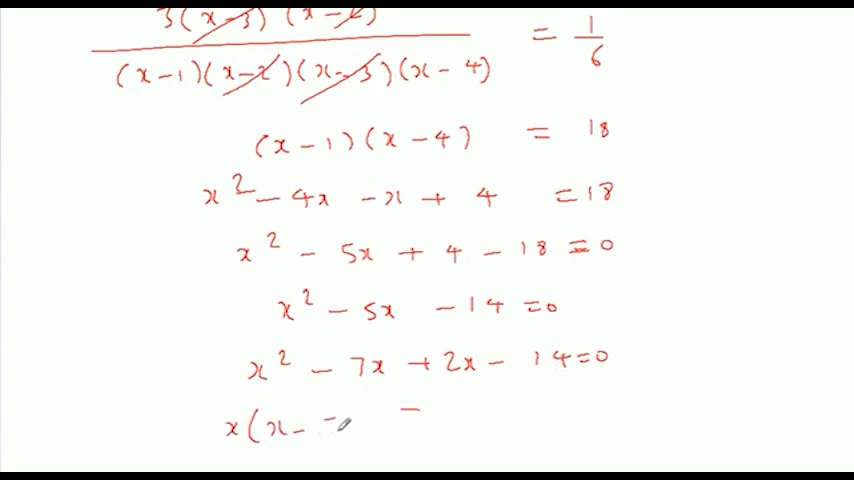 3(x-3) (x-2) = 1/6
(x-1)(x-2)(x-3)(x-4)
(x-1)(x-4) = 18
x² - 4x - x + 4 = 18
x² - 5x + 4 - 18 = 0
x² - 5x - 14 = 0
x² - 7x + 2x - 14 = 0
x(x-